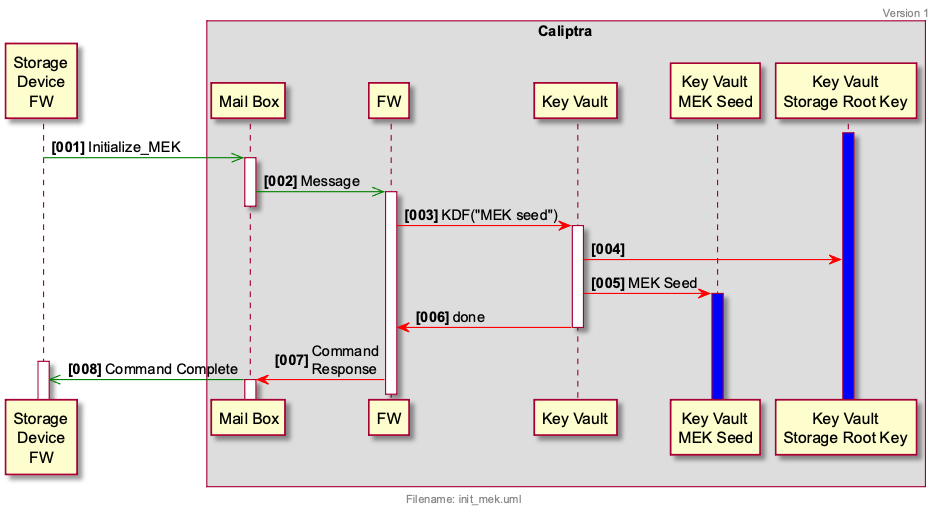 Version 1
Caliptra
Storage
Device
FW
Mail Box
FW
Key Vault
Key Vault
MEK Seed
Key Vault
Storage Root Key
[001] Initialize_MEK
[002] Message
[003] KDF("MEK seed")
[004]
[005] MEK Seed
[006] done
[007] Command
Response
[008] Command Complete
Storage
Device
FW
Mail Box
FW
Key Vault
Key Vault
MEK Seed
Key Vault
Storage Root Key
Filename: init_mek.uml